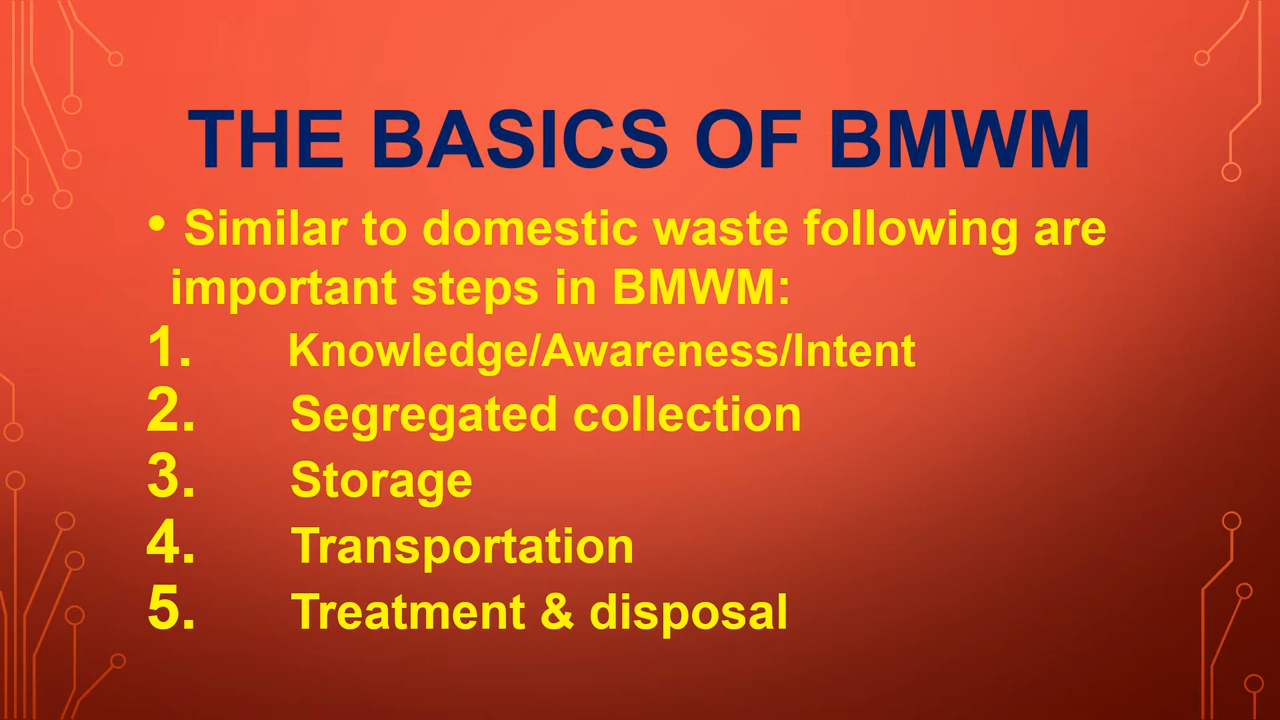 THE BASICS OF BMWM
• Similar to domestic waste following are
important steps in BMWM:
1. Knowledge/Awareness/Intent
2. Segregated collection
3. Storage
4. Transportation
5. Treatment & disposal